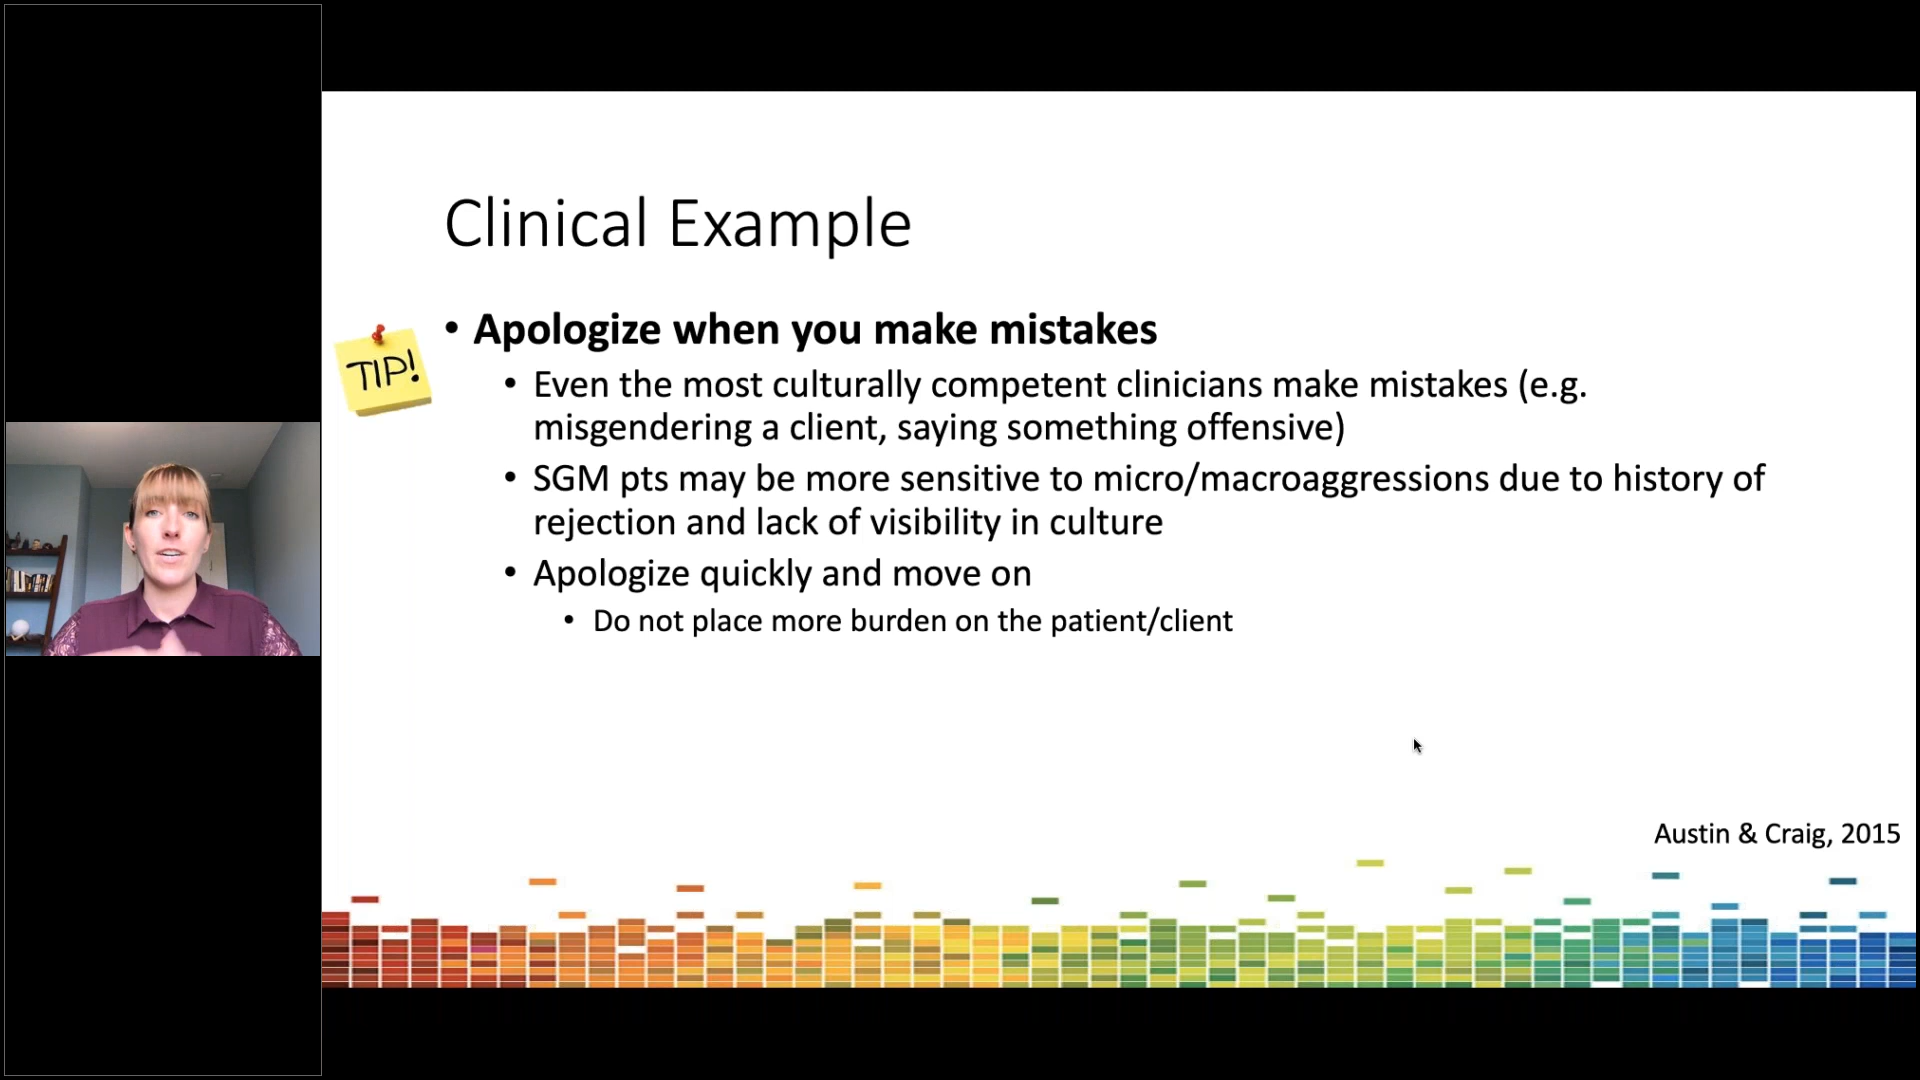 Clinical Example
TIP!
• Apologize when you make mistakes
• Even the most culturally competent clinicians make mistakes (e.g.
misgendering a client, saying something offensive)
• SGM pts may be more sensitive to micro/macroaggressions due to history of
rejection and lack of visibility in culture
• Apologize quickly and move on
• Do not place more burden on the patient/client
Austin & Craig, 2015